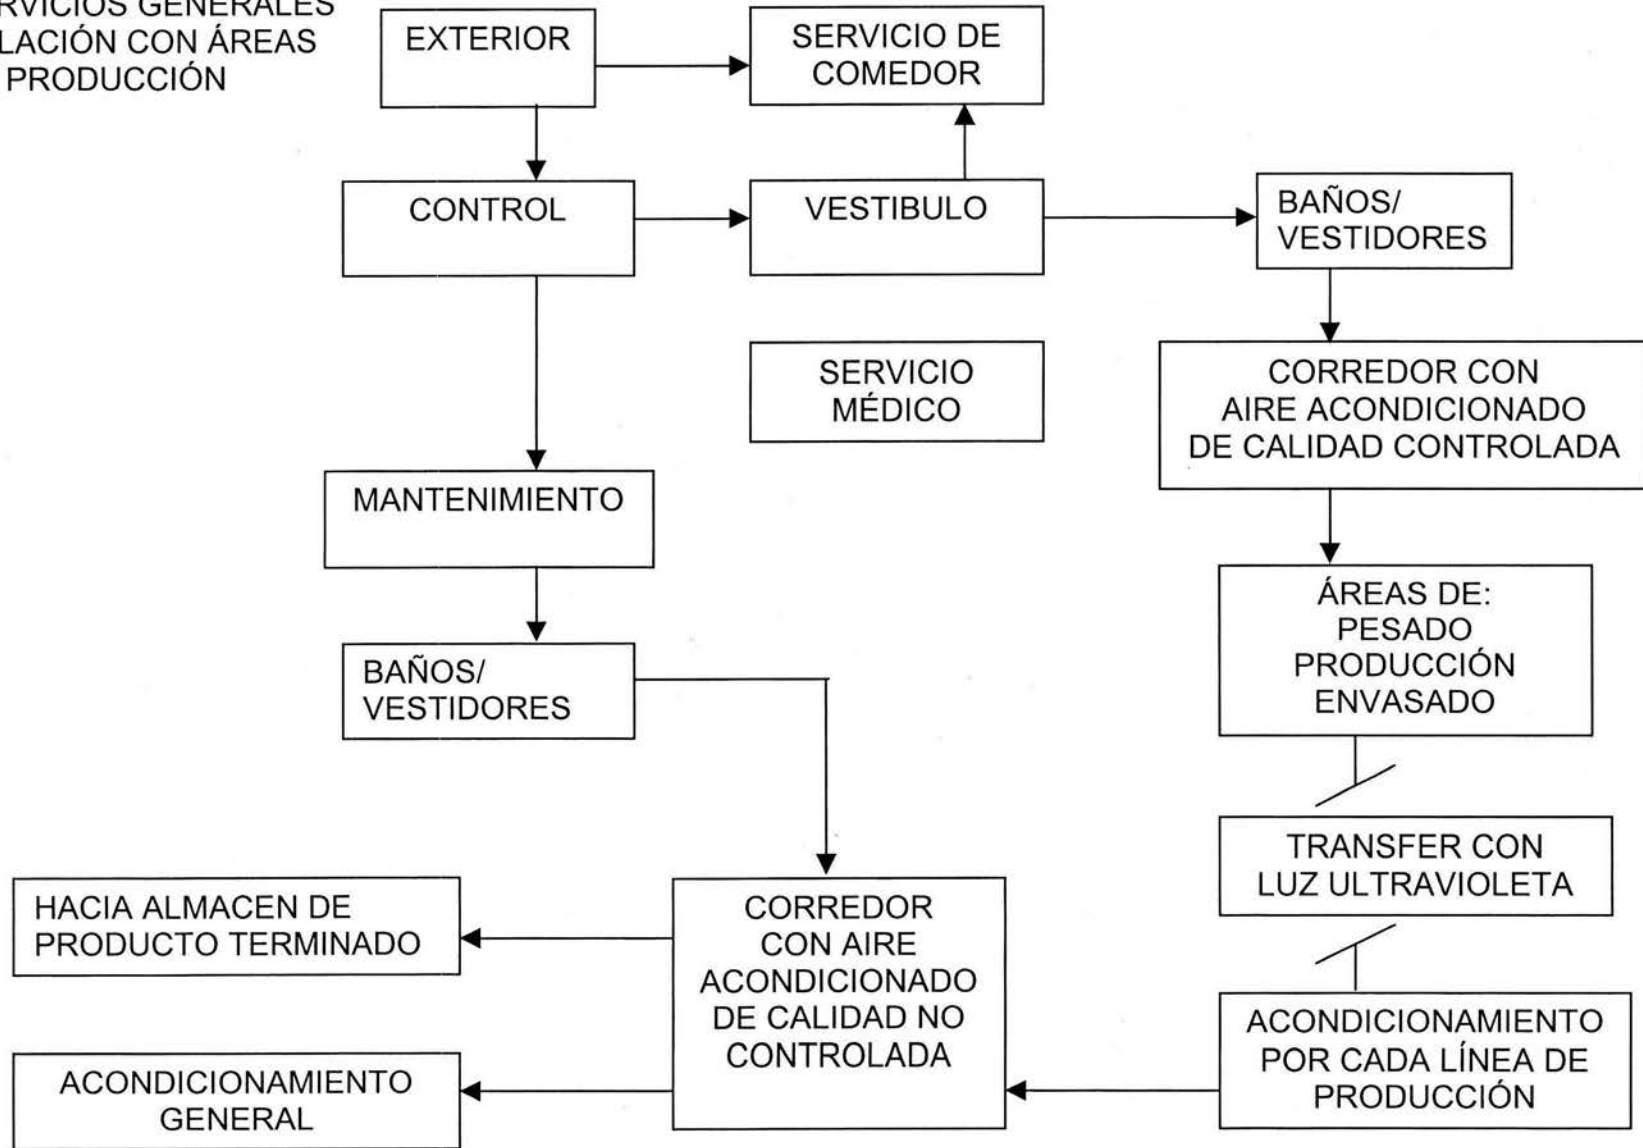 GENERALES
CON ÁREAS
PRODUCCIÓN
EXTERIOR
SERVICIO DE
COMEDOR
CONTROL
VESTIBULO
BAÑOS/
VESTIDORES
SERVICIO
MÉDICO
CORREDOR CON
AIRE ACONDICIONADO
DE CALIDAD CONTROLADA
MANTENIMIENTO
ÁREAS DE:
PESADO
PRODUCCIÓN
ENVASADO
BAÑOS/
VESTIDORES
TRANSFER CON
LUZ ULTRAVIOLETA
HACIA ALMACEN DE
PRODUCTO TERMINADO
CORREDOR
CON AIRE
ACONDICIONADO
DE CALIDAD NO
CONTROLADA
ACONDICIONAMIENTO
POR CADA LÍNEA DE
PRODUCCIÓN
ACONDICIONAMIENTO
GENERAL